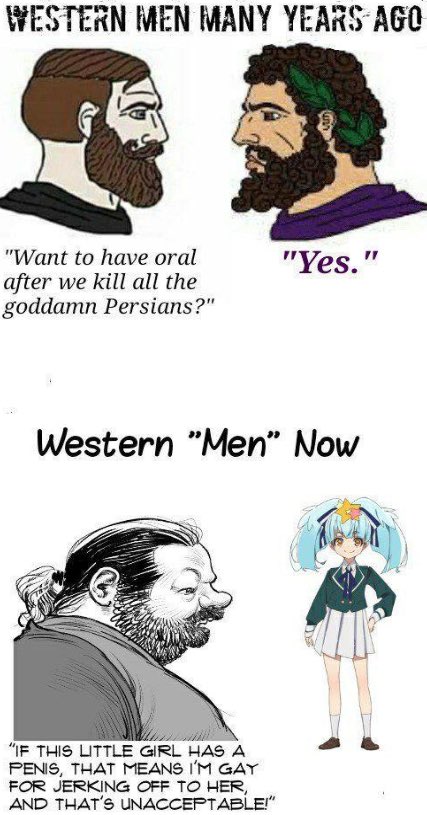 WESTERN MEN MANY YEARS AGO
"Want to have oral
after we kill all the
goddamn Persians?"
"Yes."
Western "Men" Now
"IF THIS LITTLE GIRL HAS A
PENIS, THAT MEANS I'M GAY
FOR JERKING OFF TO HER,
AND THAT'S UNACCEPTABLE!"